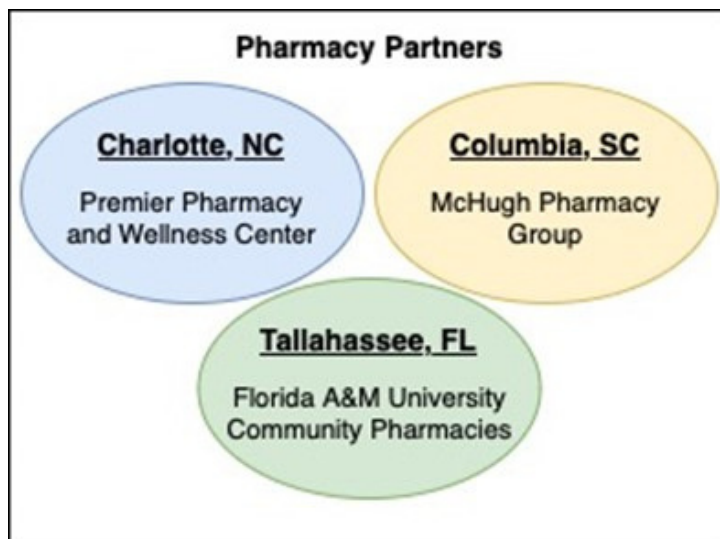 Pharmacy Partners
Charlotte, NC
Premier Pharmacy
and Wellness Center
Columbia, SC
McHugh Pharmacy
Group
Tallahassee, FL
Florida A&M University
Community Pharmacies